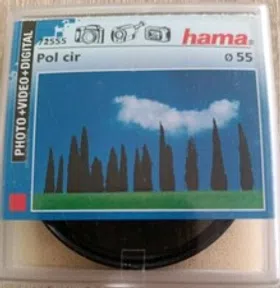 72555
hama®
Pol cir
Ø 55
PHOTO+VIDEO+DIGITAL